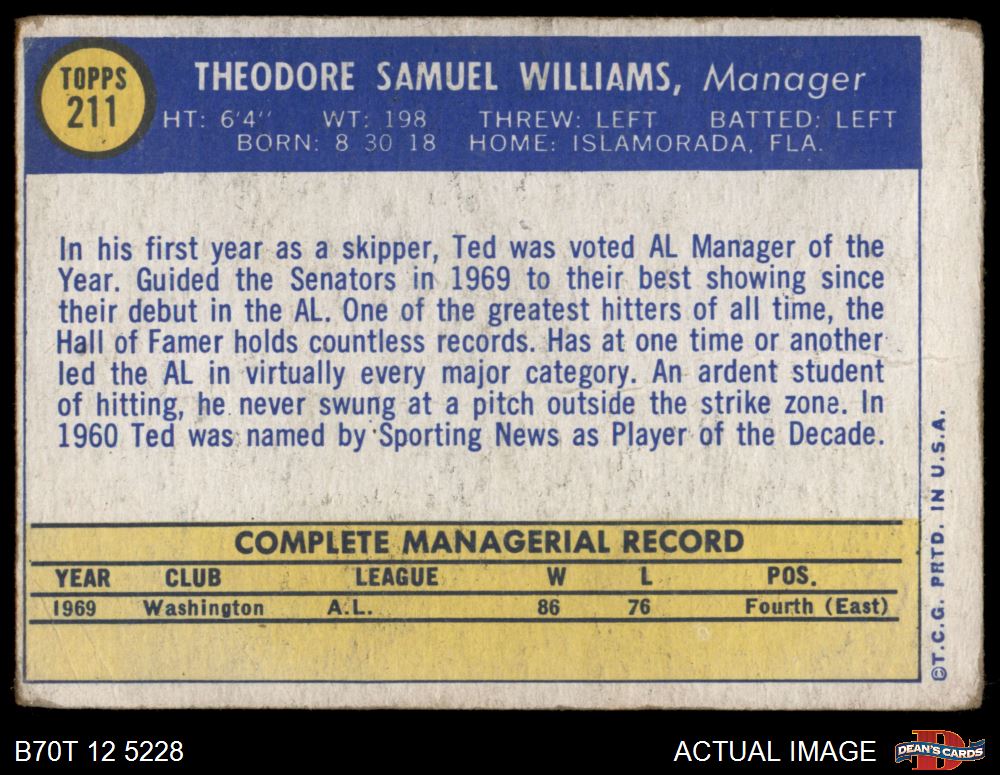 TOPPS
211
THEODORE SAMUEL WILLIAMS, Manager
HT: 6'4" WT: 198 THREW: LEFT BATTED: LEFT
BORN: 8 30 18 HOME: ISLAMORADA, FLA.
In his first year as a skipper, Ted was voted AL Manager of the
Year. Guided the Senators in 1969 to their best showing since
their debut in the AL. One of the greatest hitters of all time, the
Hall of Famer holds countless records. Has at one time or another
led the AL in virtually every major category. An ardent student
of hitting, he never swung at a pitch outside the strike zone. In
1960 Ted was named by Sporting News as Player of the Decade.
COMPLETE MANAGERIAL RECORD
YEAR CLUB LEAGUE W L POS.
1969 Washington A.L. 86 76 Fourth (East)
©T.C.G. PRTD. IN U.S.A.
B70T 12 5228
ACTUAL IMAGE
DEAN'S CARDS